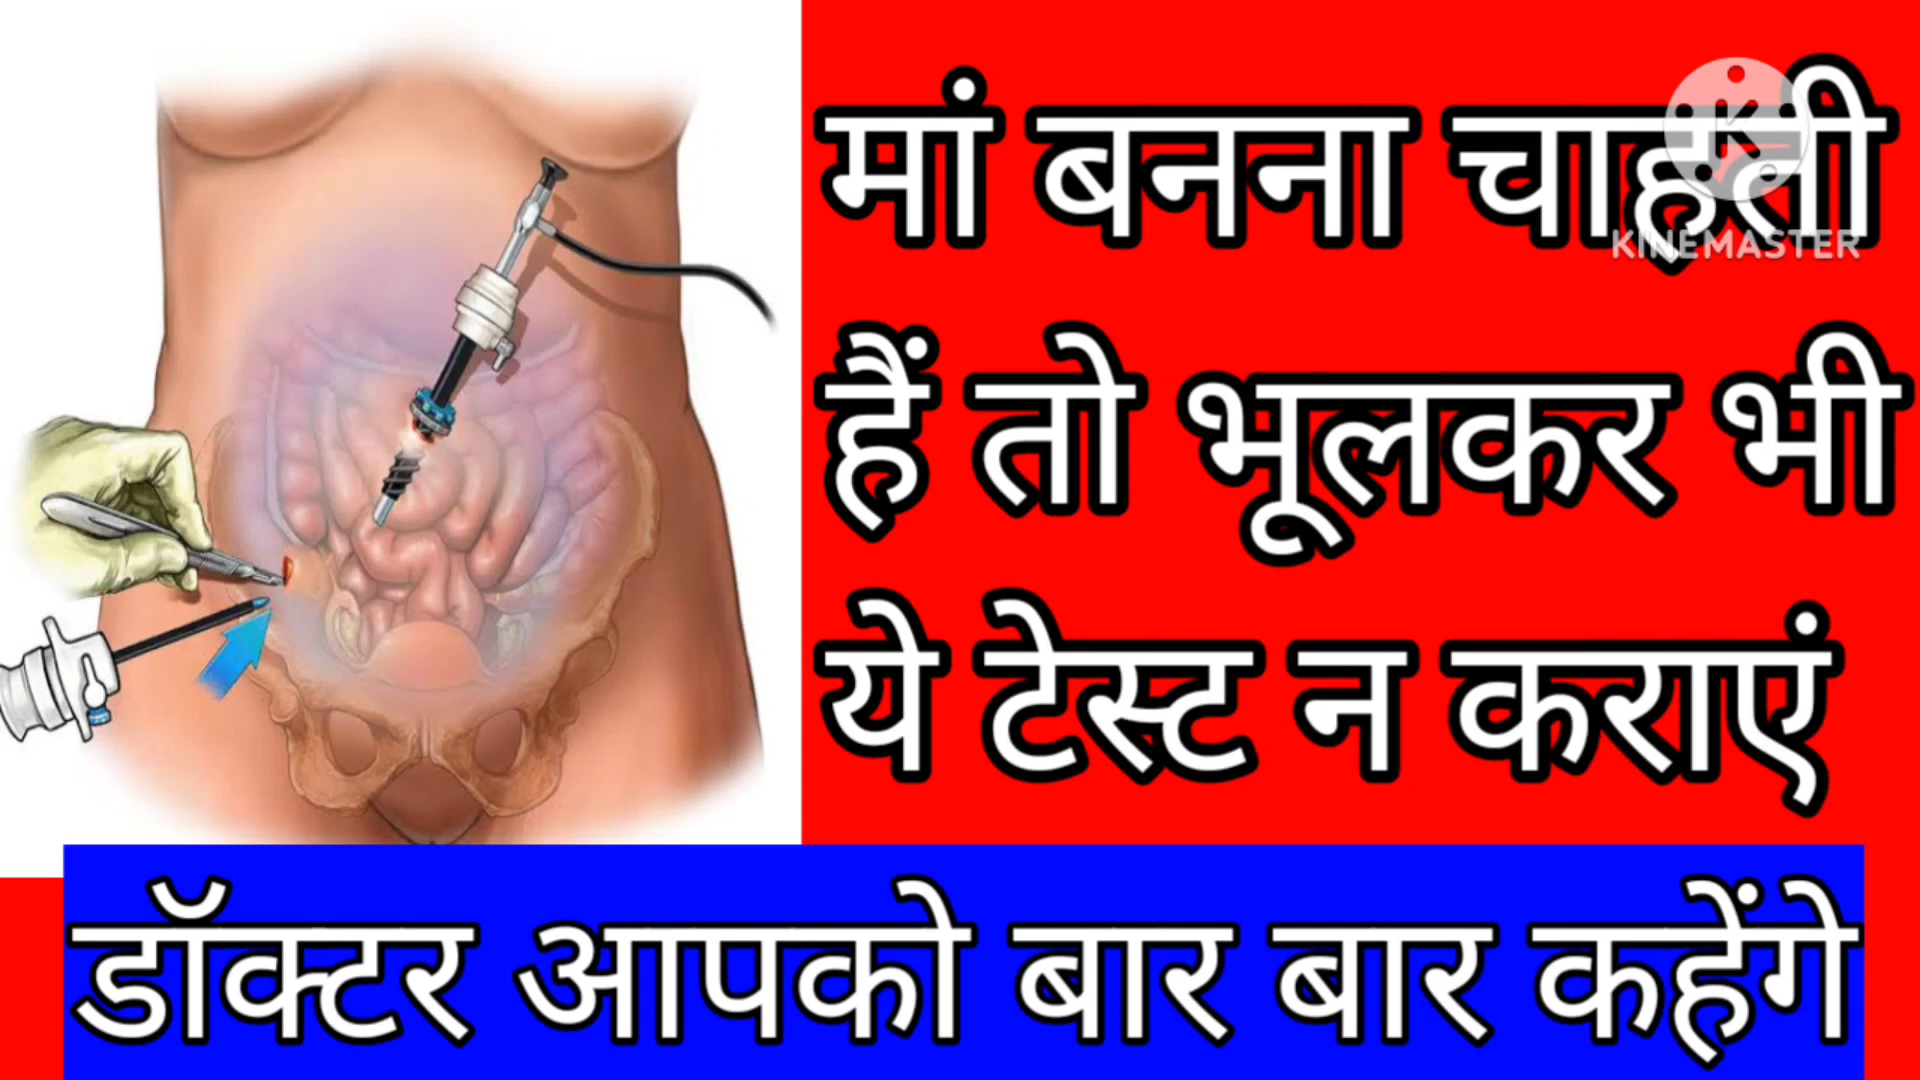 मां बनना चाहती
KINEMASTER
हैं तो भूलकर भी
ये टेस्ट न कराएं
डॉक्टर आपको बार बार कहेंगे